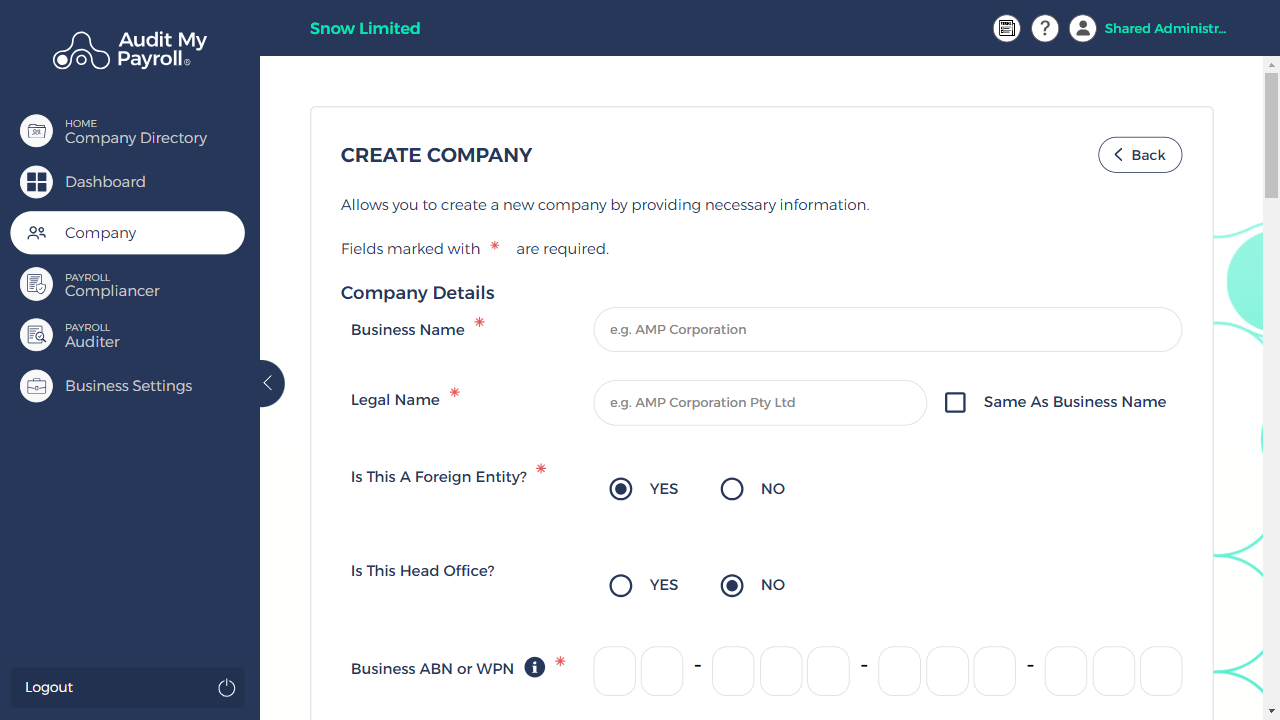 Audit My
Payroll®
Snow Limited
?
Shared Administr...
HOME
Company Directory
Dashboard
Company
PAYROLL
Compliancer
PAYROLL
Auditer
Business Settings
Logout
CREATE COMPANY
Back
Allows you to create a new company by providing necessary information.
Fields marked with * are required.
Company Details
Business Name *
e.g. AMP Corporation
Legal Name *
e.g. AMP Corporation Pty Ltd
Same As Business Name
Is This A Foreign Entity? *
YES NO
Is This Head Office?
YES NO
Business ABN or WPN i *
- - -